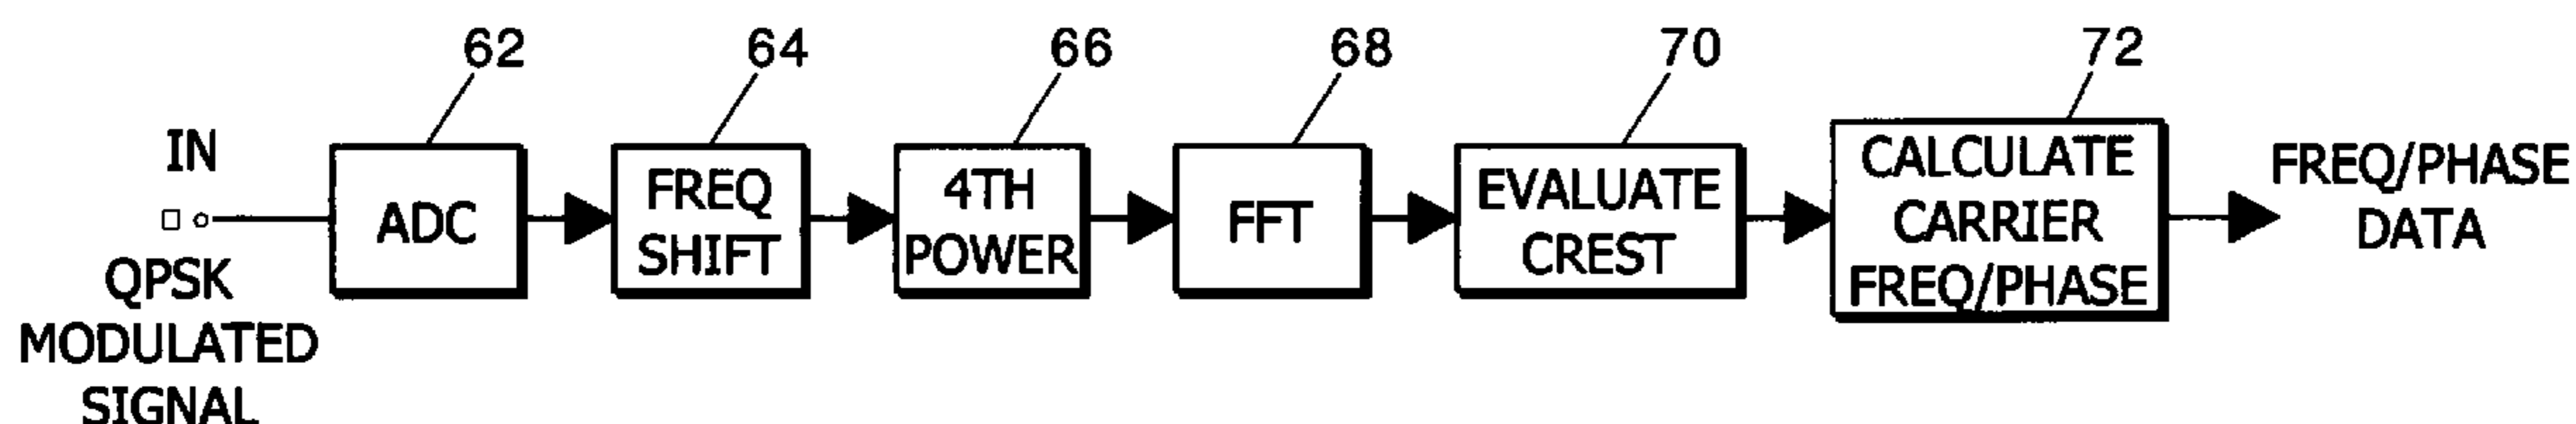 62
64
66
68
70
72
IN
QPSK
MODULATED
SIGNAL
ADC
FREQ
SHIFT
4TH
POWER
FFT
EVALUATE
CREST
CALCULATE
CARRIER
FREQ/PHASE
FREQ/PHASE
DATA